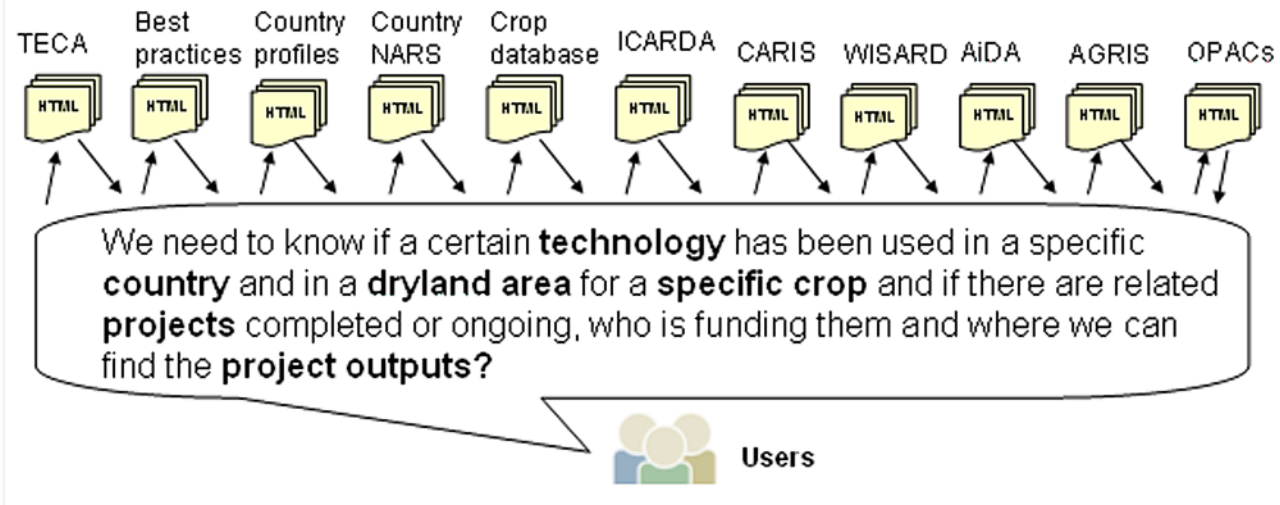 TECA
Best
practices
Country
profiles
Country
NARS
Crop
database
ICARDA
CARIS
WISARD
AiDA
AGRIS
OPACs
HTML
HTML
HTML
HTML
HTML
HTML
HTML
HTML
HTML
HTML
HTML
We need to know if a certain technology has been used in a specific
country and in a dryland area for a specific crop and if there are related
projects completed or ongoing, who is funding them and where we can
find the project outputs?
Users